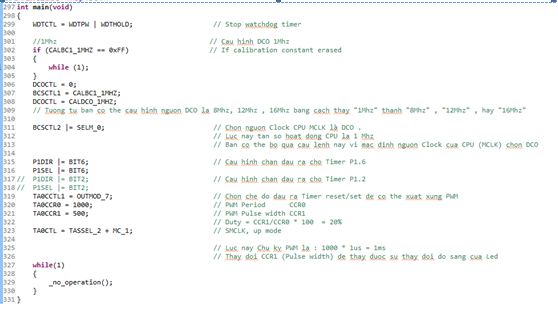 297 int main(void)
298 {
299 WDTCTL = WDTPW | WDTHOLD; // Stop watchdog timer
300
301 //1Mhz // Cau hinh DCO 1Mhz
302 if (CALBC1_1MHZ == 0xFF) // If calibration constant erased
303 {
304 while (1);
305 }
306 DCOCTL = 0;
307 BCSCTL1 = CALBC1_1MHZ;
308 DCOCTL = CALDCO_1MHZ;
309 // Tuong tu ban co the cau hinh nguon DCO la 8Mhz, 12Mhz , 16Mhz bang cach thay "1Mhz" thanh "8Mhz" , "12Mhz" , hay "16Mhz"
310
311 BCSCTL2 |= SELM_0; // Chon nguon Clock CPU MCLK là DCO .
312 // Luc nay tan so hoat dong CPU la 1 Mhz
313 // Ban co the bo qua cau lenh nay vi mac dinh nguon Clock cua CPU (MCLK) chon DCO
314
315 P1DIR |= BIT6; // Cau hinh chan dau ra cho Timer P1.6
316 P1SEL |= BIT6;
317 // P1DIR |= BIT2; // Cau hinh chan dau ra cho Timer P1.2
318 // P1SEL |= BIT2;
319 TA0CCTL1 = OUTMOD_7; // Chon che do dau ra Timer reset/set de co the xuat xung PWM
320 TA0CCR0 = 1000; // PWM Period CCR0
321 TA0CCR1 = 500; // PWM Pulse width CCR1
322 // Duty = CCR1/CCR0 * 100 = 20%
323 TA0CTL = TASSEL_2 + MC_1; // SMCLK, up mode
324
325 // Luc nay Chu ky PWM la : 1000 * 1us = 1ms
326 // Thay doi CCR1 (Pulse width) de thay duoc su thay doi do sang cua Led
327 while(1)
328 {
329 _no_operation();
330 }
331 }